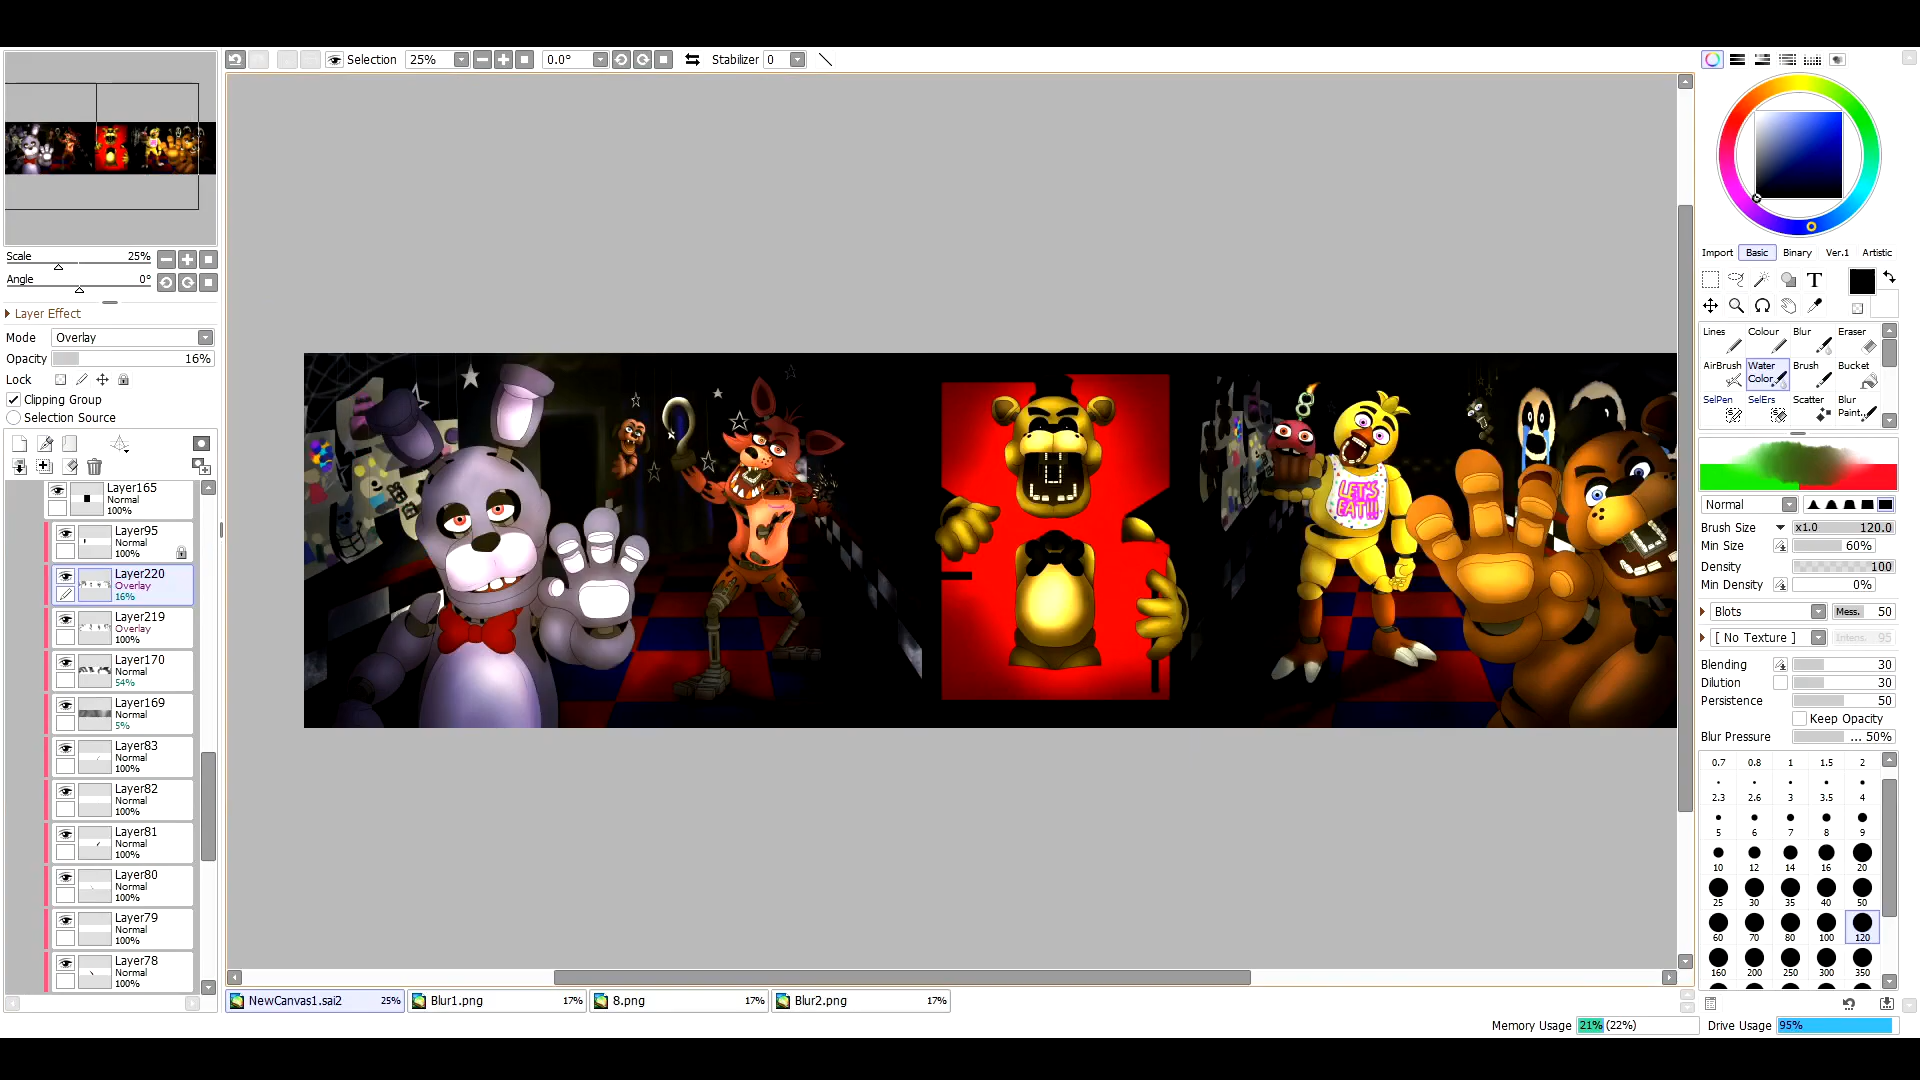 Selection 25% 0.0° Stabilizer 0
Scale 25%
Angle 0°
Layer Effect
Mode Overlay
Opacity 16%
Lock
Clipping Group
Selection Source
Layer165
Normal
100%
Layer95
Normal
100%
Layer220
Overlay
16%
Layer219
Overlay
100%
Layer170
Normal
54%
Layer169
Normal
5%
Layer83
Normal
100%
Layer82
Normal
100%
Layer81
Normal
100%
Layer80
Normal
100%
Layer79
Normal
100%
Layer78
Normal
100%
LET'S
EAT!!!
NewCanvas1.sai2 25% Blur1.png 17% 8.png 17% Blur2.png 17%
Import Basic Binary Ver.1 Artistic
T
Lines Colour Blur Eraser
AirBrush Water Color Brush Bucket
SelPen SelErs Scatter Blur Paint..
Normal
Brush Size x1.0 120.0
Min Size 60%
Density 100
Min Density 0%
Blots Mess. 50
[ No Texture ] Intens. 95
Blending 30
Dilution 30
Persistence 50
Keep Opacity
Blur Pressure ... 50%
0.7 0.8 1 1.5 2
2.3 2.6 3 3.5 4
5 6 7 8 9
10 12 14 16 20
25 30 35 40 50
60 70 80 100 120
160 200 250 300 350
Memory Usage 21% (22%) Drive Usage 95%